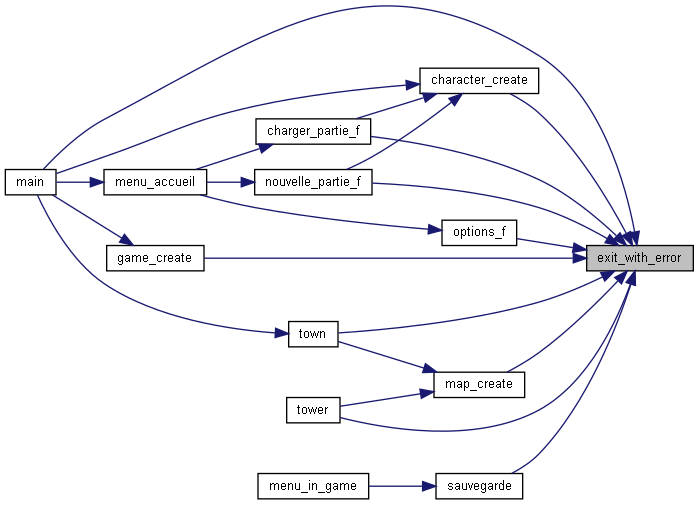 character_create
charger_partie_f
main
menu_accueil
nouvelle_partie_f
options_f
game_create
exit_with_error
town
map_create
tower
menu_in_game
sauvegarde